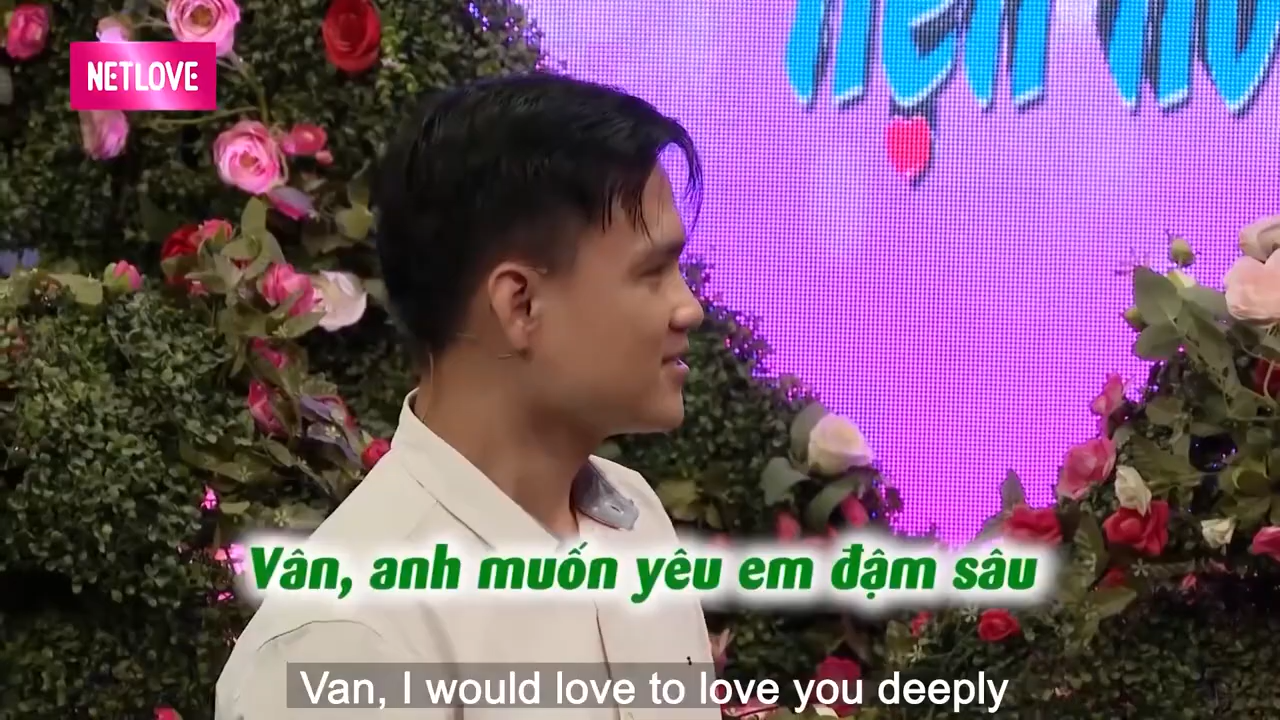 NETLOVE
Vân, anh muốn yêu em đậm sâu
Van, I would love to love you deeply